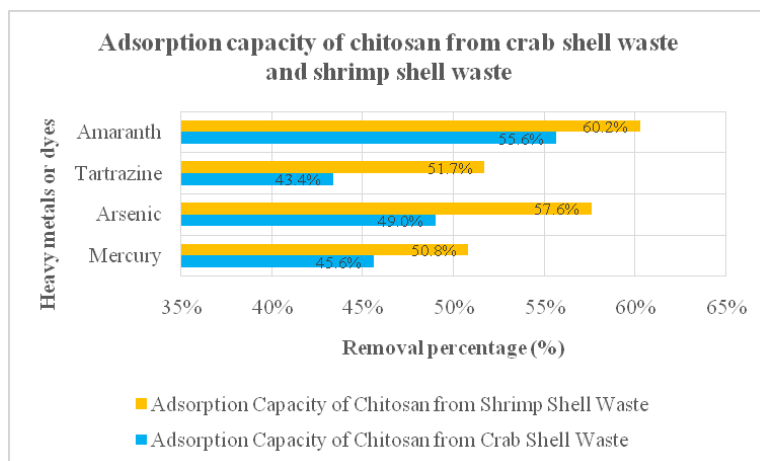 Adsorption capacity of chitosan from crab shell waste
and shrimp shell waste
Heavy metals or dyes
Amaranth
60.2%
55.6%
Tartrazine
51.7%
43.4%
Arsenic
57.6%
49.0%
Mercury
50.8%
45.6%
35% 40% 45% 50% 55% 60% 65%
Removal percentage (%)
Adsorption Capacity of Chitosan from Shrimp Shell Waste
Adsorption Capacity of Chitosan from Crab Shell Waste